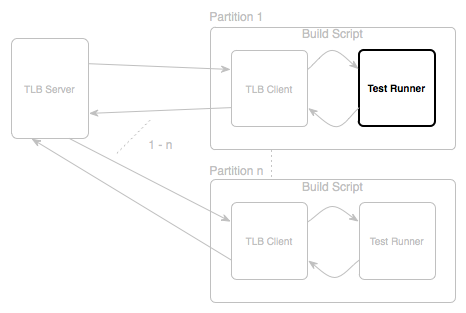 Partition 1
Build Script
TLB Server
TLB Client
Test Runner
1 - n
Partition n
Build Script
TLB Client
Test Runner